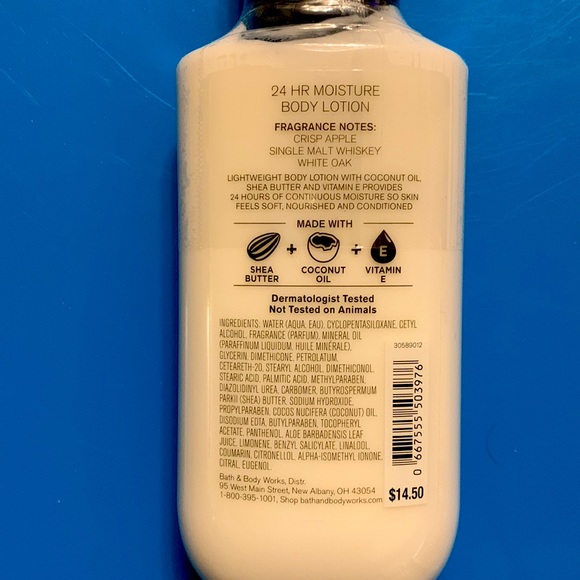 24 HR MOISTURE
BODY LOTION
FRAGRANCE NOTES:
CRISP APPLE
SINGLE MALT WHISKEY
WHITE OAK
LIGHTWEIGHT BODY LOTION WITH COCONUT OIL,
SHEA BUTTER AND VITAMIN E PROVIDES
24 HOURS OF CONTINUOUS MOISTURE SO SKIN
FEELS SOFT, NOURISHED AND CONDITIONED
MADE WITH
+ + E
SHEA BUTTER
COCONUT OIL
VITAMIN E
Dermatologist Tested
Not Tested on Animals
INGREDIENTS: WATER (AQUA, EAU), CYCLOPENTASILOXANE, CETYL
ALCOHOL, FRAGRANCE (PARFUM), MINERAL OIL
(PARAFFINUM LIQUIDUM, HUILE MINÉRALE),
GLYCERIN, DIMETHICONE, PETROLATUM,
CETEARETH-20, STEARYL ALCOHOL, DIMETHICONOL,
STEARIC ACID, PALMITIC ACID, METHYLPARABEN,
DIAZOLIDINYL UREA, CARBOMER, BUTYROSPERMUM
PARKII (SHEA) BUTTER, SODIUM HYDROXIDE,
PROPYLPARABEN, COCOS NUCIFERA (COCONUT) OIL,
DISODIUM EDTA, BUTYLPARABEN, TOCOPHERYL
ACETATE, PANTHENOL, ALOE BARBADENSIS LEAF
JUICE, LIMONENE, BENZYL SALICYLATE, LINALOOL,
COUMARIN, CITRONELLOL, ALPHA-ISOMETHYL IONONE,
CITRAL, EUGENOL.
Bath & Body Works, Distr.
95 West Main Street, New Albany, OH 43054
1-800-395-1001, Shop bathandbodyworks.com
30589012
0 667555 503976
$14.50